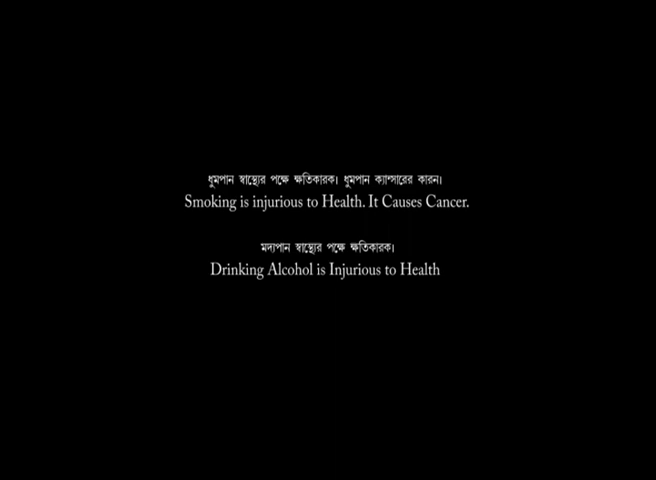 ধুমপান স্বাস্থ্যের পক্ষে ক্ষতিকারক। ধুমপান ক্যান্সারের কারন।
Smoking is injurious to Health. It Causes Cancer.
মদ্যপান স্বাস্থ্যের পক্ষে ক্ষতিকারক।
Drinking Alcohol is Injurious to Health